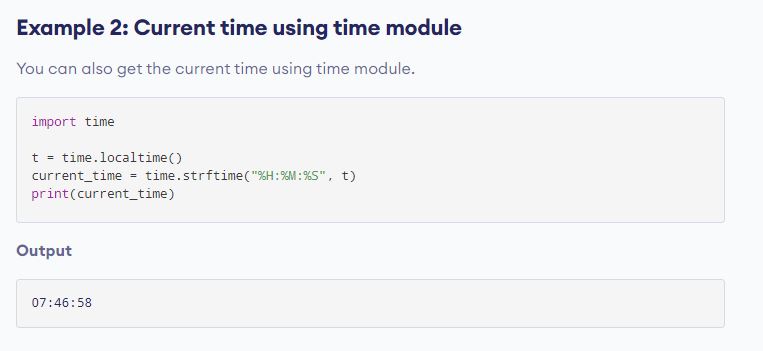 Example 2: Current time using time module
You can also get the current time using time module.
import time
t = time.localtime()
current_time = time.strftime("%H:%M:%S", t)
print(current_time)
Output
07:46:58